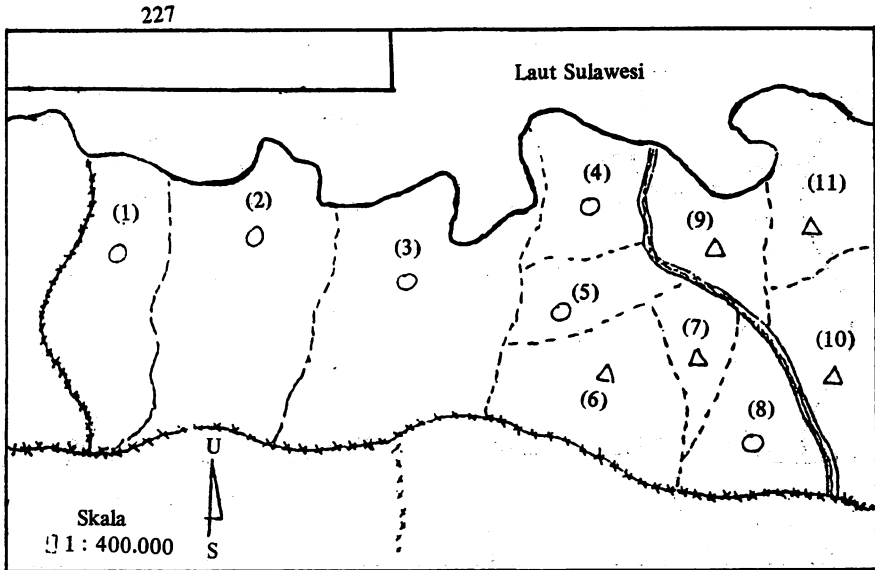 227
Laut Sulawesi
(1)
(2)
(3)
(4)
(5)
(6)
(7)
(8)
(9)
(10)
(11)
U
S
Skala
1 : 400.000